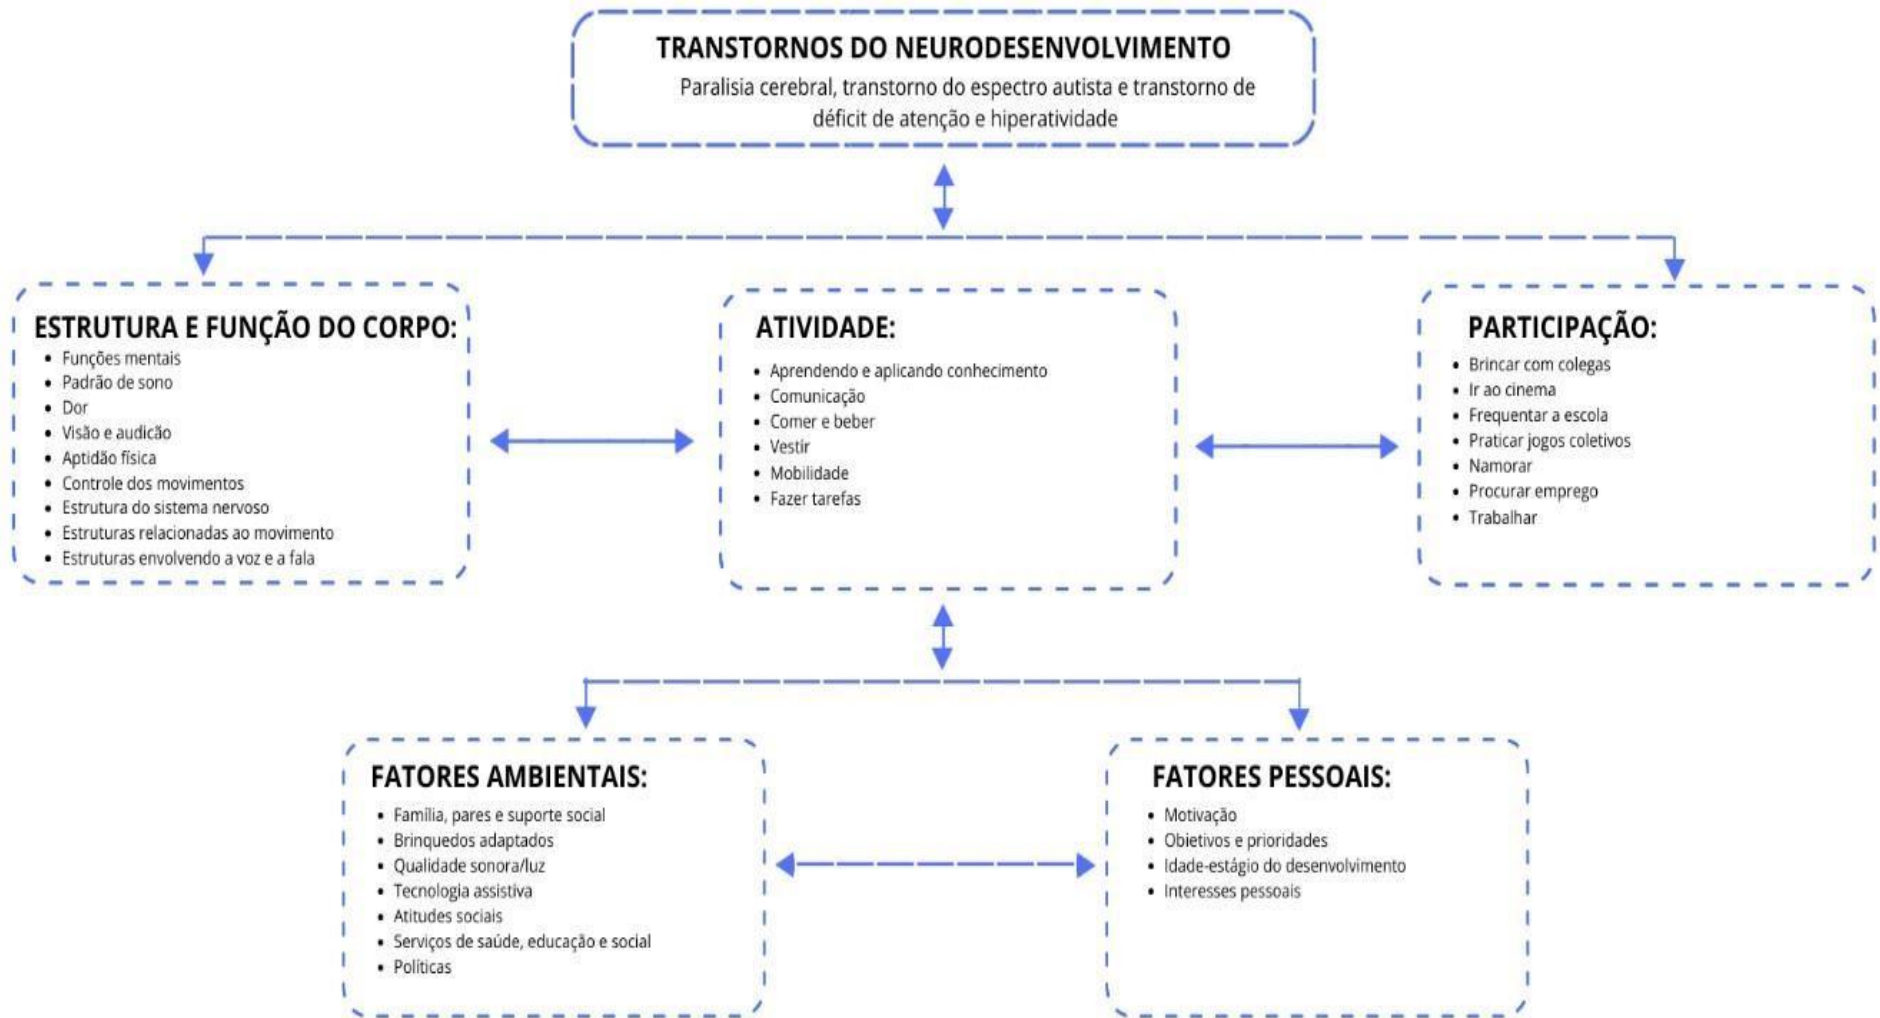 TRANSTORNOS DO NEURODESENVOLVIMENTO
Paralisia cerebral, transtorno do espectro autista e transtorno de
déficit de atenção e hiperatividade
ESTRUTURA E FUNÇÃO DO CORPO:
• Funções mentais
• Padrão de sono
• Dor
• Visão e audicão
• Aptidão física
• Controle dos movimentos
• Estrutura do sistema nervoso
• Estruturas relacionadas ao movimento
• Estruturas envolvendo a voz e a fala
ATIVIDADE:
• Aprendendo e aplicando conhecimento
• Comunicação
• Comer e beber
• Vestir
• Mobilidade
• Fazer tarefas
PARTICIPAÇÃO:
• Brincar com colegas
• Ir ao cinema
• Frequentar a escola
• Praticar jogos coletivos
• Namorar
• Procurar emprego
• Trabalhar
FATORES AMBIENTAIS:
• Família, pares e suporte social
• Brinquedos adaptados
• Qualidade sonora/luz
• Tecnologia assistiva
• Atitudes sociais
• Serviços de saúde, educação e social
• Políticas
FATORES PESSOAIS:
• Motivação
• Obietivos e prioridades
• Idade-estágio do desenvolvimento
• Interesses pessoais